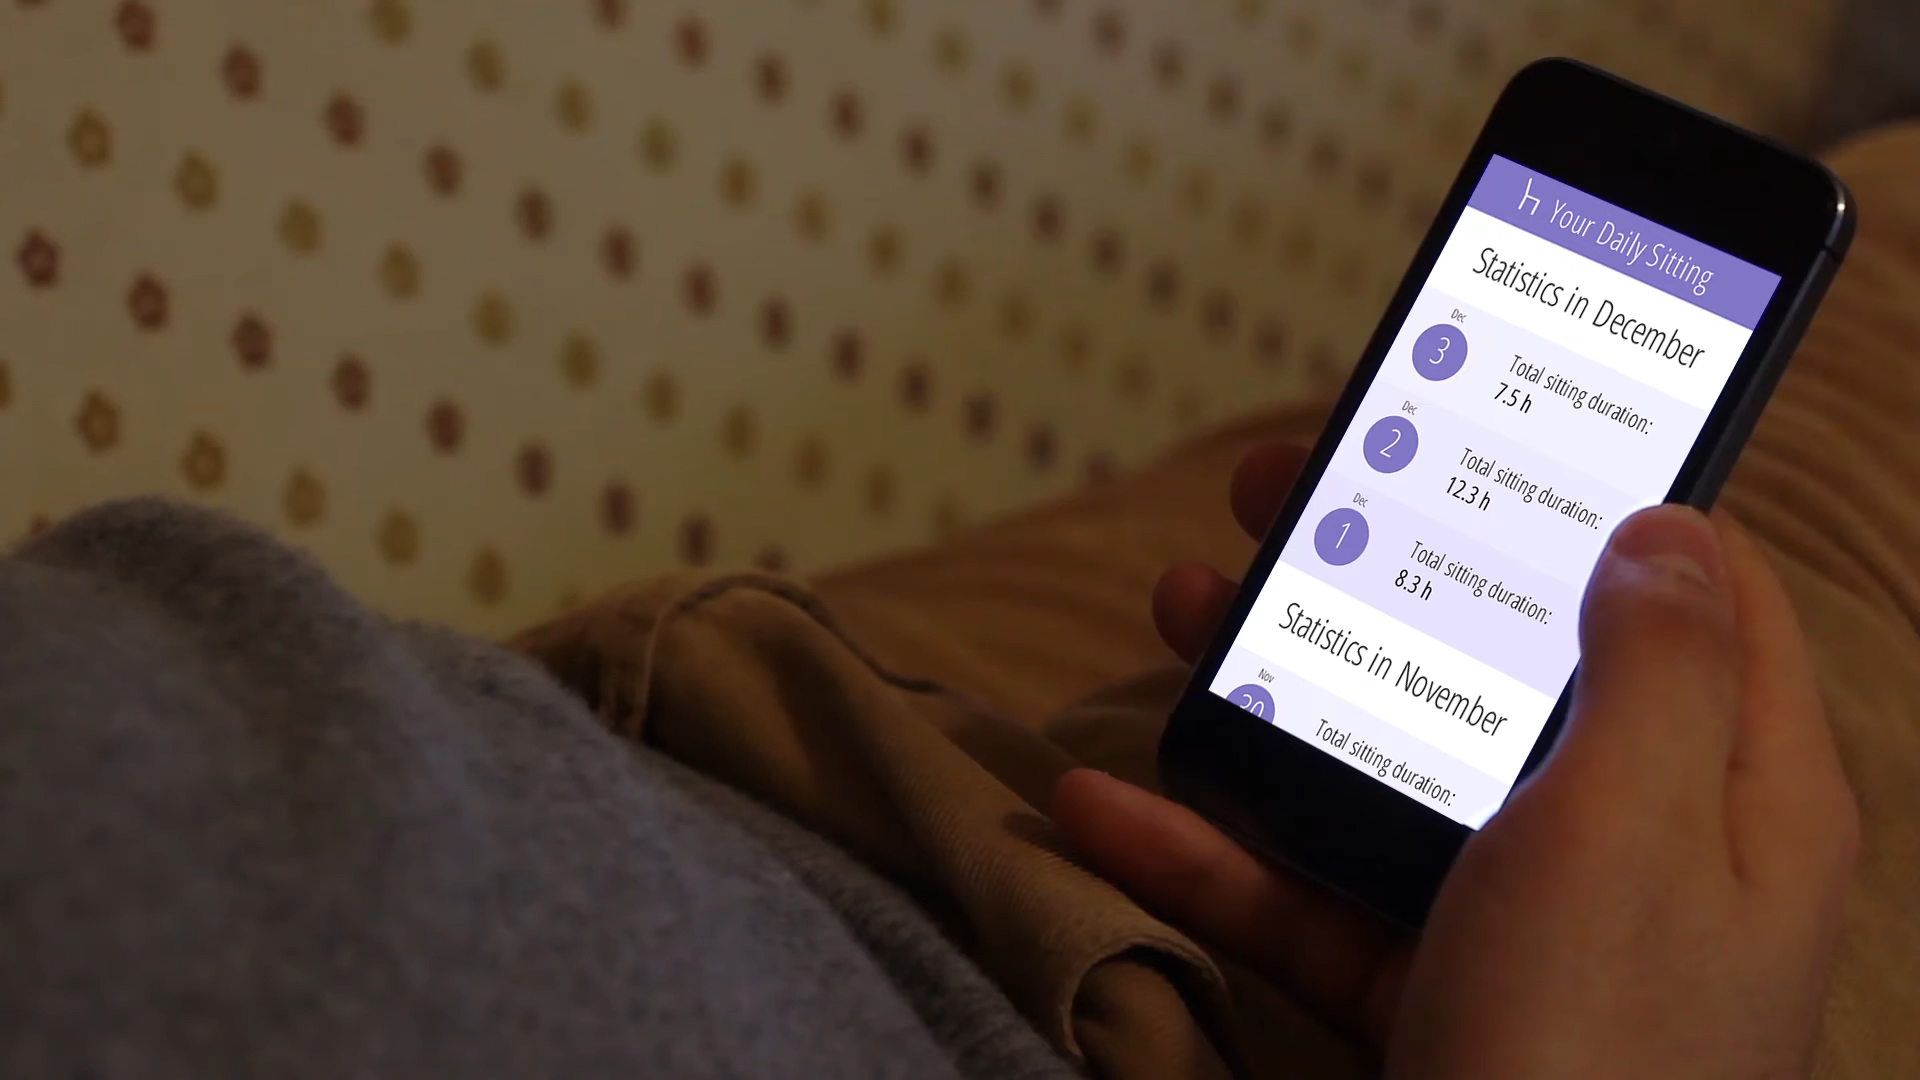 Your Daily Sitting
Statistics in December
Dec
3
Total sitting duration:
7.5 h
Dec
2
Total sitting duration:
12.3 h
Dec
1
Total sitting duration:
8.3 h
Statistics in November
Nov
30
Total sitting duration: